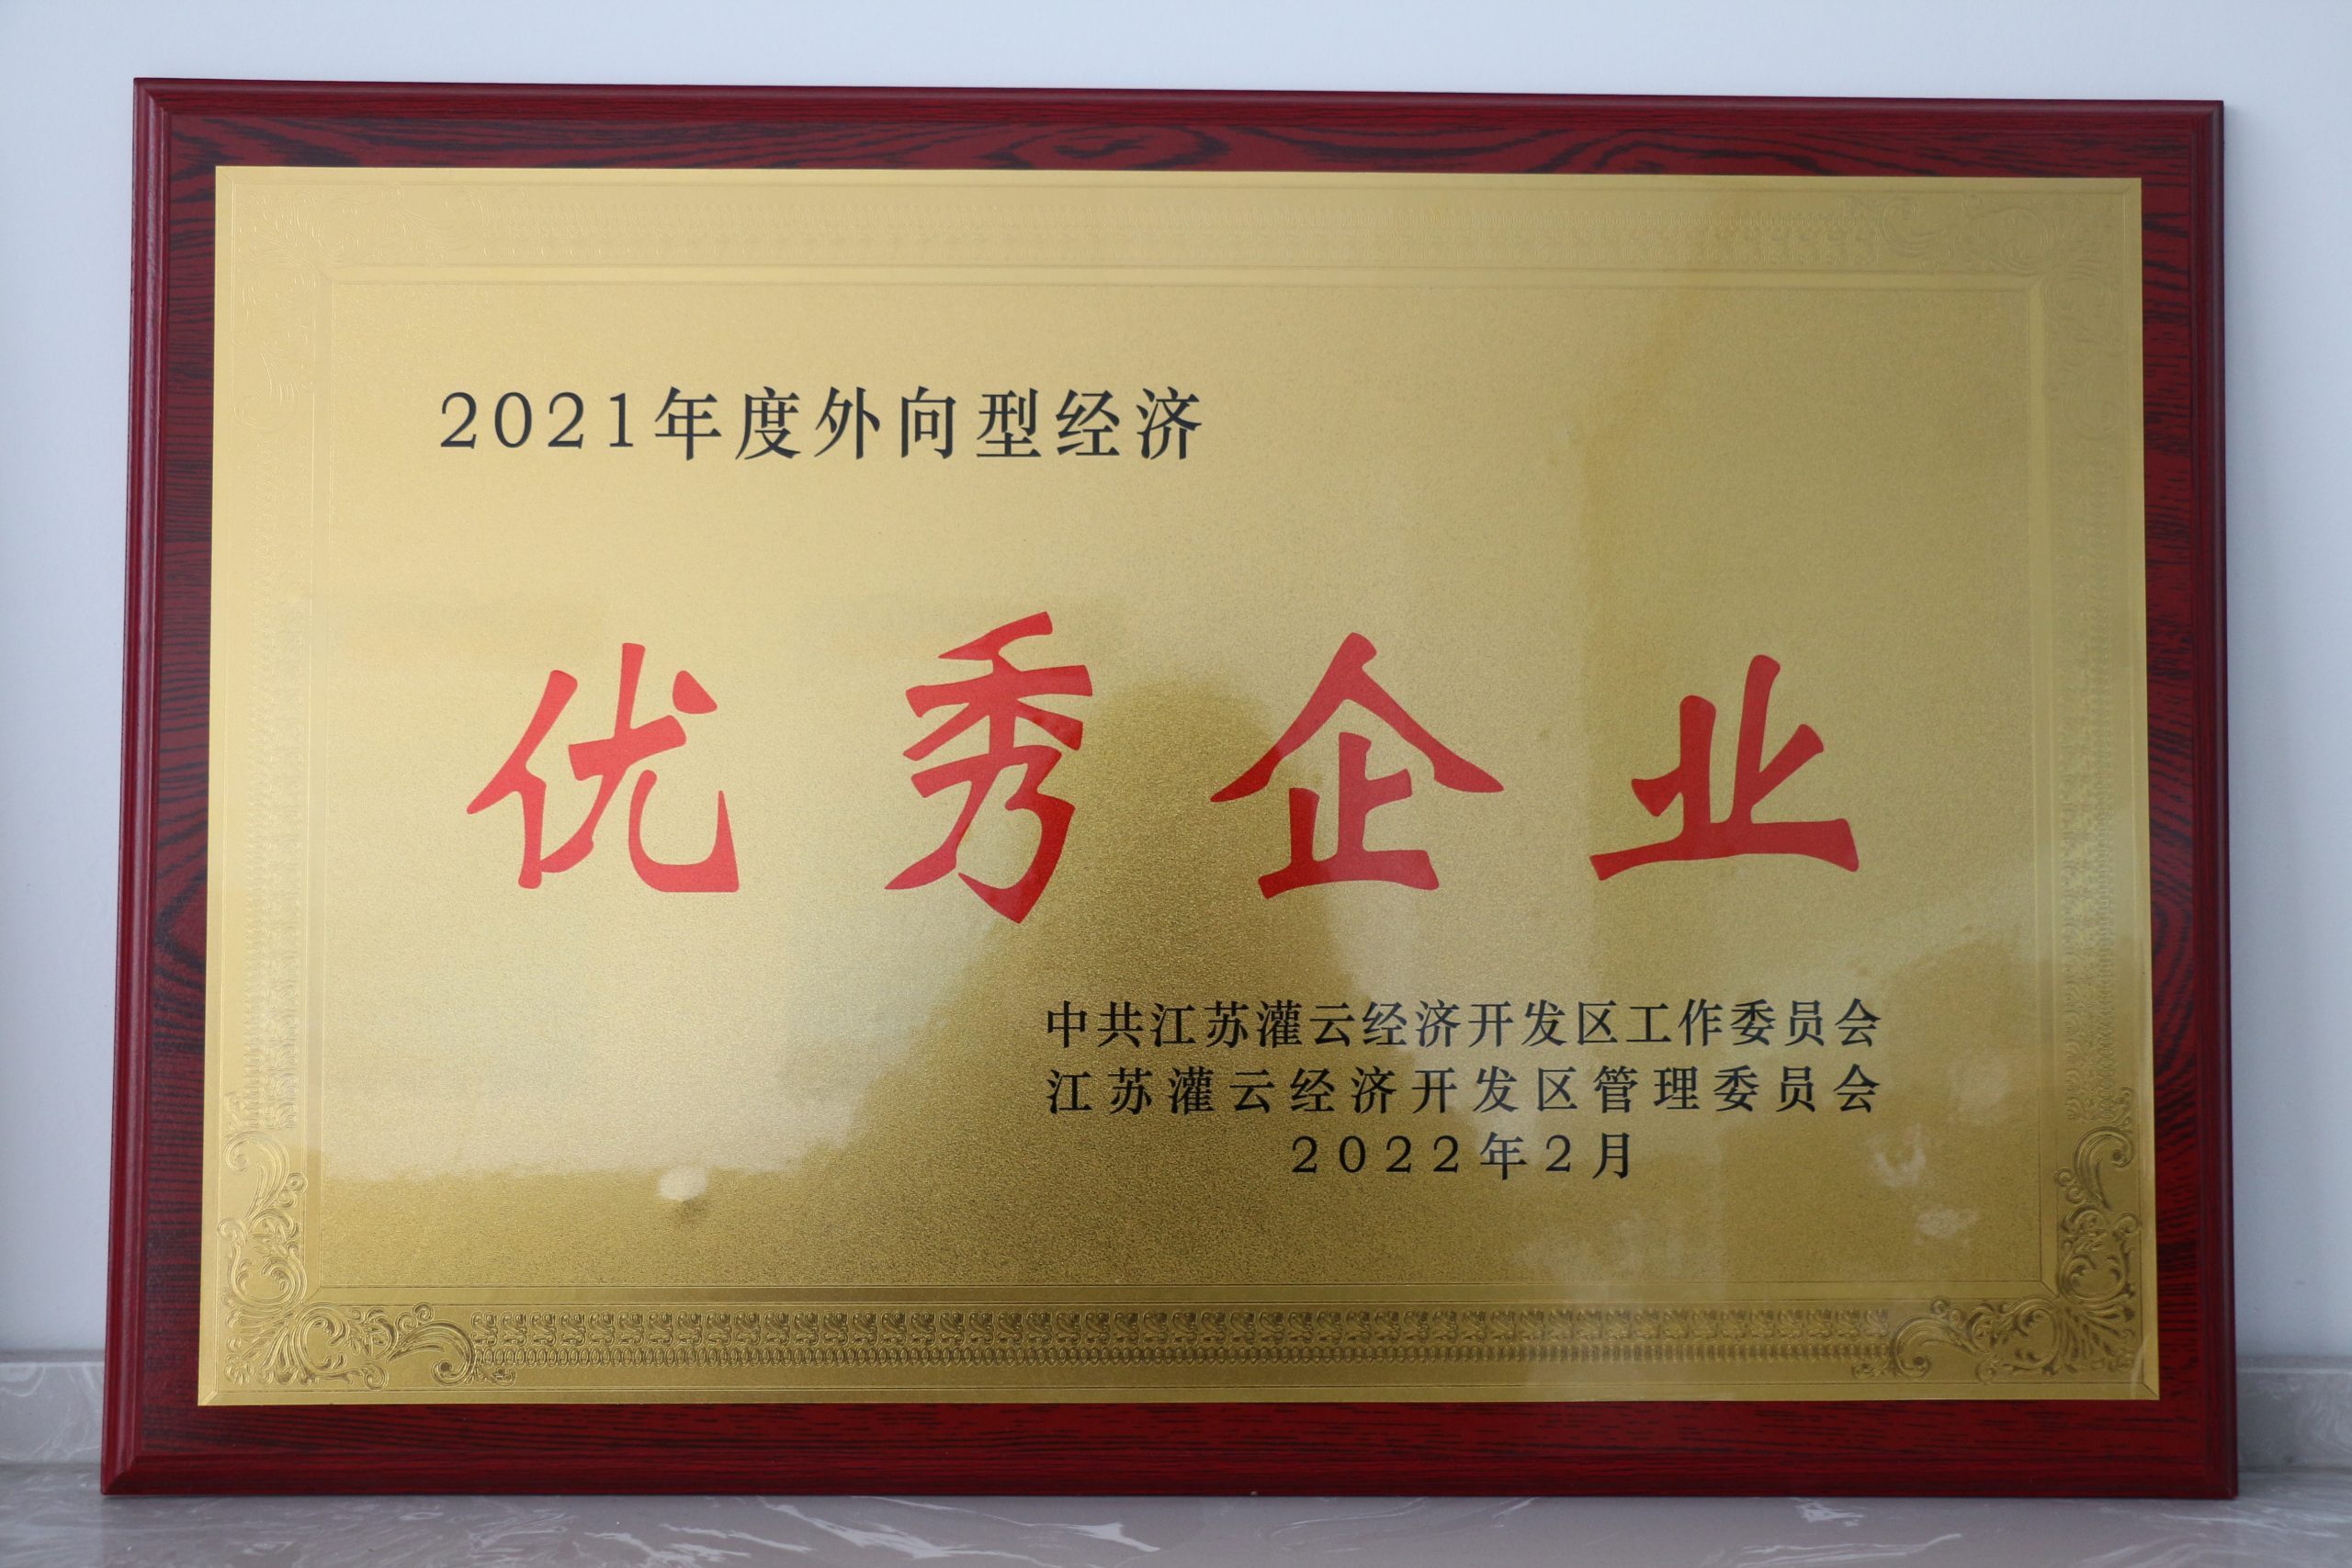 2021年度外向型经济
优秀企业
中共江苏灌云经济开发区工作委员会
江苏灌云经济开发区管理委员会
2022年2月